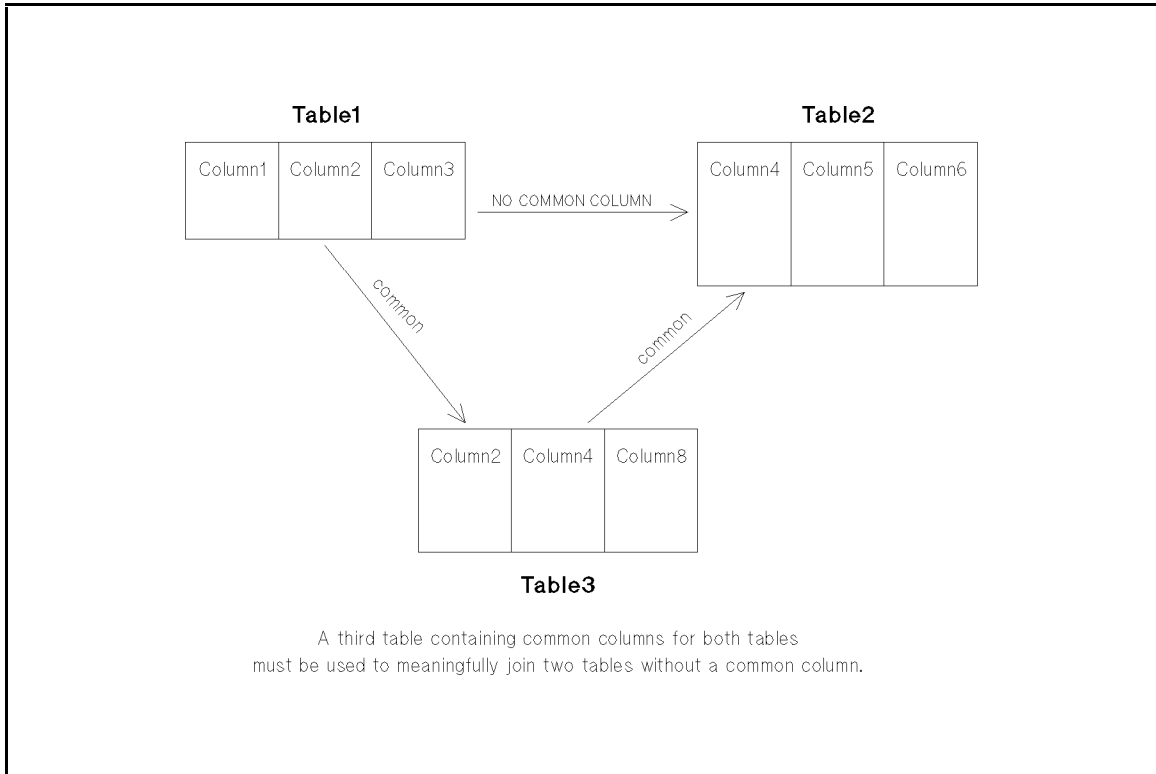 Table1
Table2
Column1 Column2 Column3
Column4 Column5 Column6
NO COMMON COLUMN
common
common
Column2 Column4 Column8
Table3
A third table containing common columns for both tables
must be used to meaningfully join two tables without a common column.